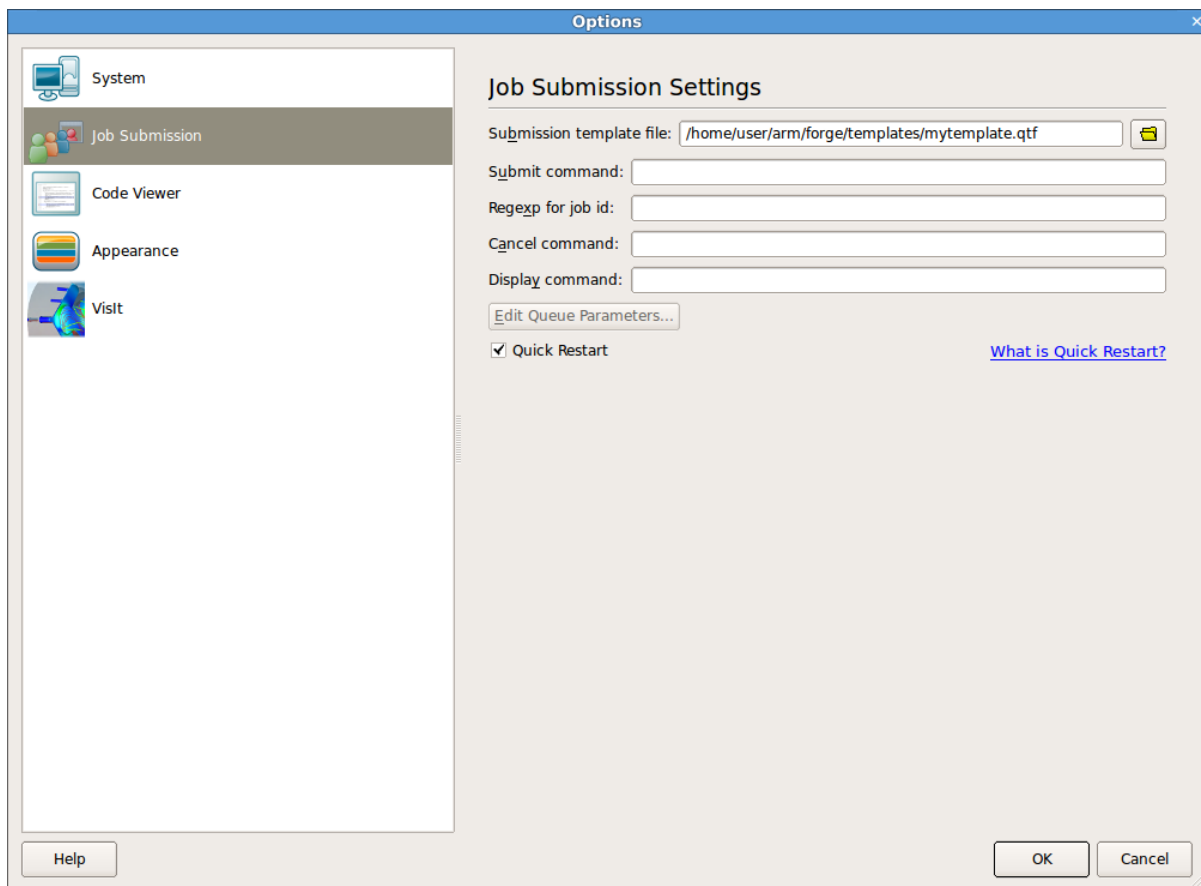 Options
System
Job Submission
Code Viewer
Appearance
VisIt
Job Submission Settings
Submission template file: /home/user/arm/forge/templates/mytemplate.qtf
Submit command:
Regexp for job id:
Cancel command:
Display command:
Edit Queue Parameters...
Quick Restart What is Quick Restart?
Help OK Cancel